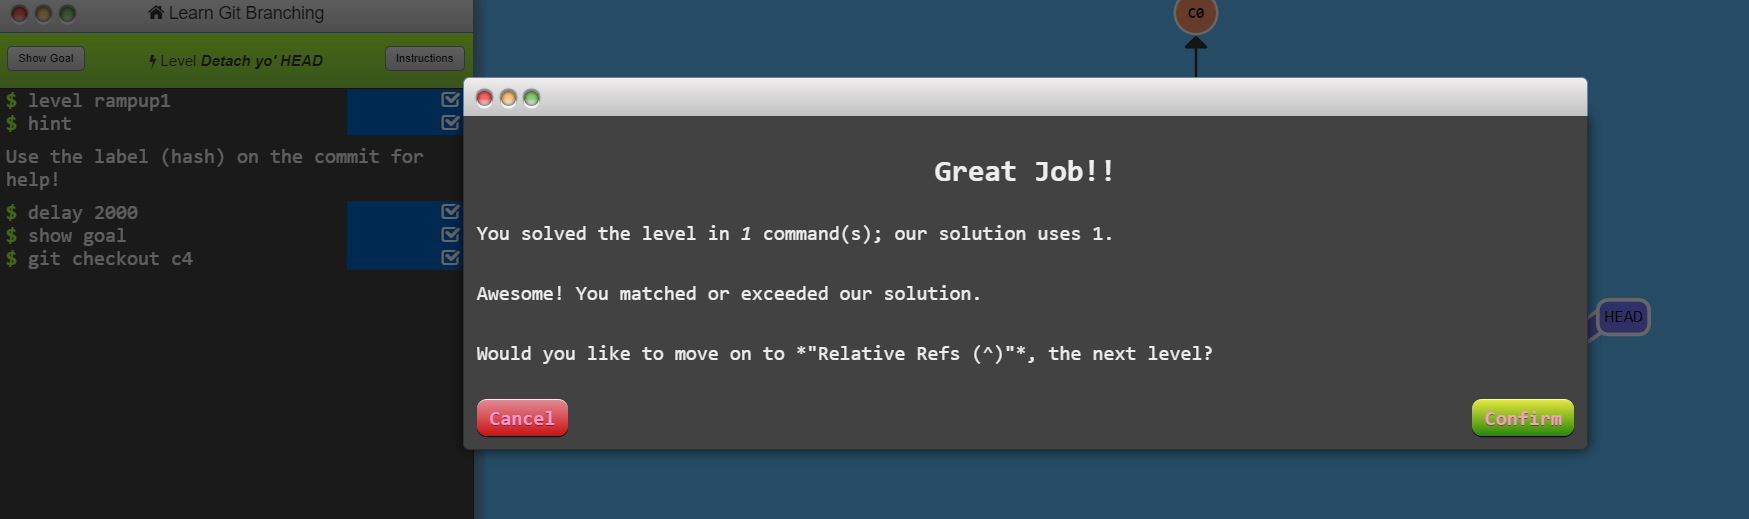 Learn Git Branching
Show Goal
Level Detach yo' HEAD
Instructions
$ level rampup1
$ hint
Use the label (hash) on the commit for
help!
$ delay 2000
$ show goal
$ git checkout c4
C0
Great Job!!
You solved the level in 1 command(s); our solution uses 1.
Awesome! You matched or exceeded our solution.
Would you like to move on to *"Relative Refs (^)"*, the next level?
Cancel
Confirm
HEAD